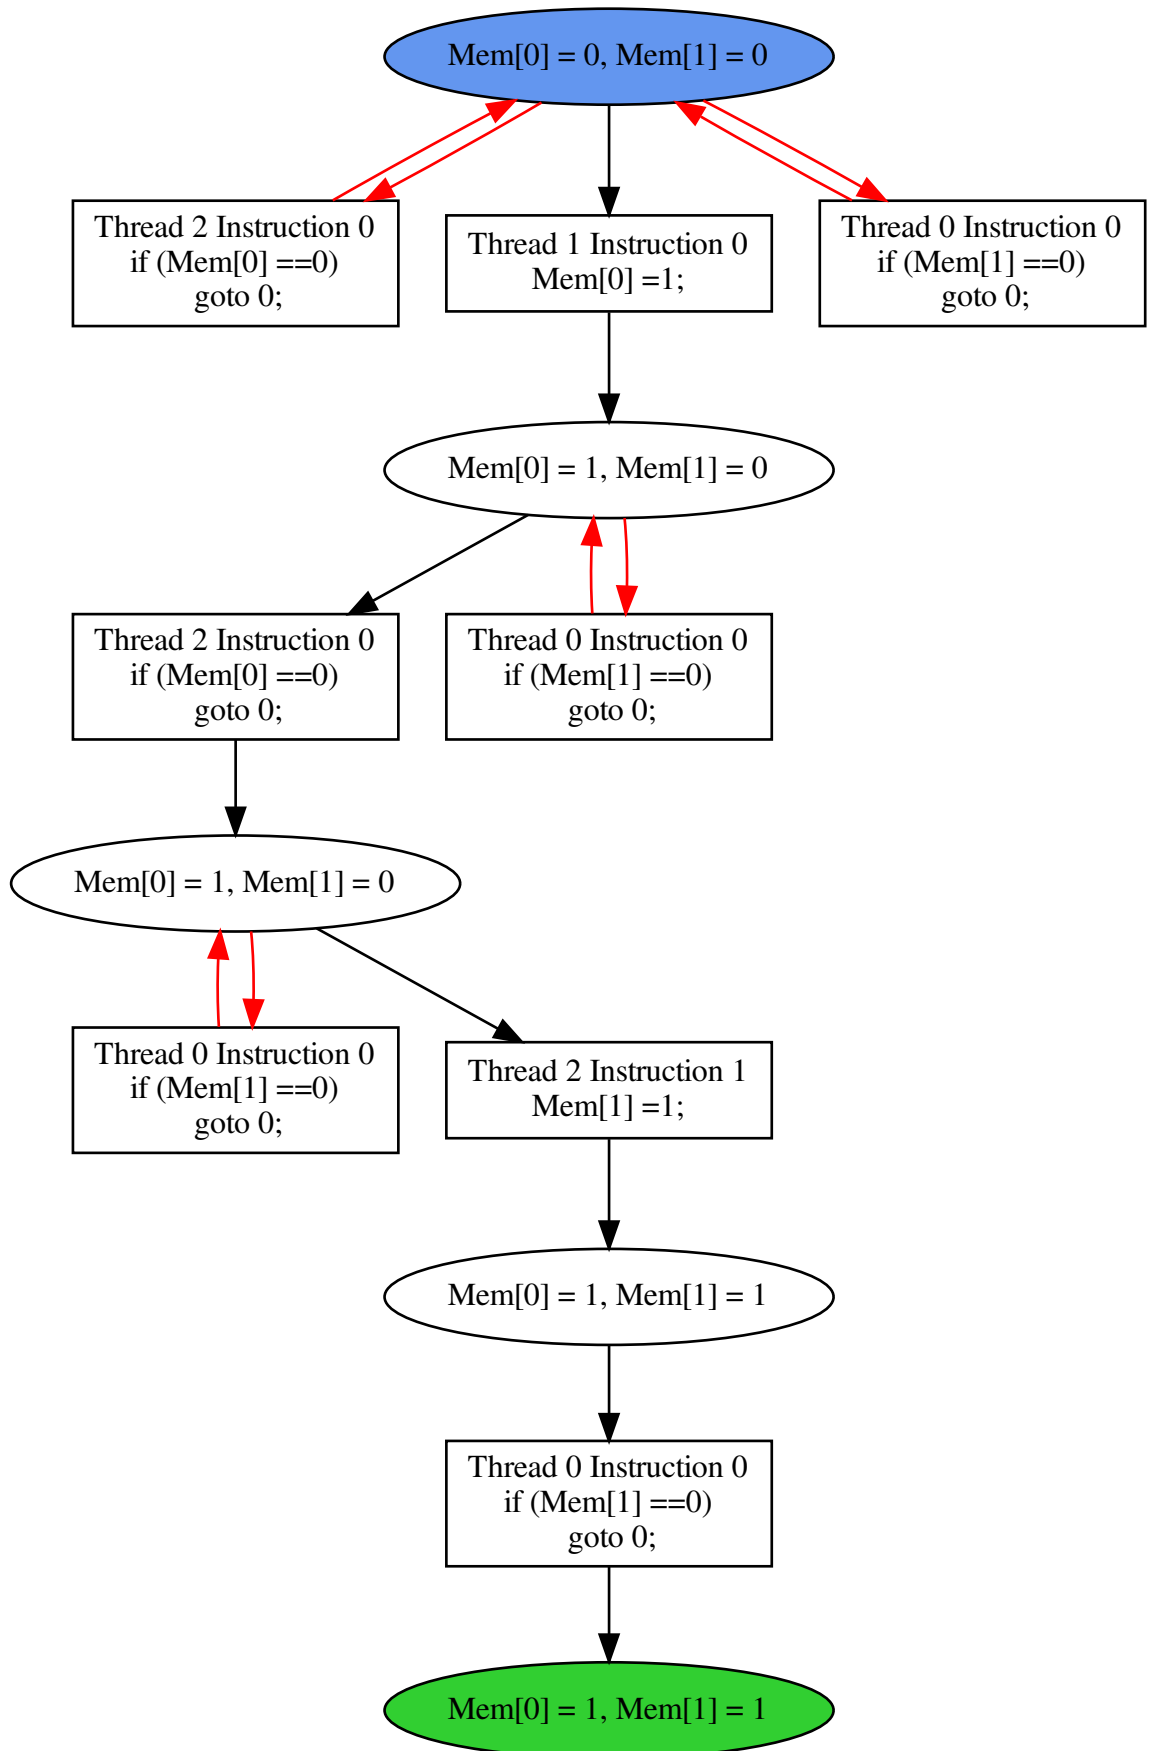 Mem[0] = 0, Mem[1] = 0
Thread 2 Instruction 0
if (Mem[0] ==0)
goto 0;
Thread 1 Instruction 0
Mem[0] =1;
Thread 0 Instruction 0
if (Mem[1] ==0)
goto 0;
Mem[0] = 1, Mem[1] = 0
Thread 2 Instruction 0
if (Mem[0] ==0)
goto 0;
Thread 0 Instruction 0
if (Mem[1] ==0)
goto 0;
Mem[0] = 1, Mem[1] = 0
Thread 0 Instruction 0
if (Mem[1] ==0)
goto 0;
Thread 2 Instruction 1
Mem[1] =1;
Mem[0] = 1, Mem[1] = 1
Thread 0 Instruction 0
if (Mem[1] ==0)
goto 0;
Mem[0] = 1, Mem[1] = 1